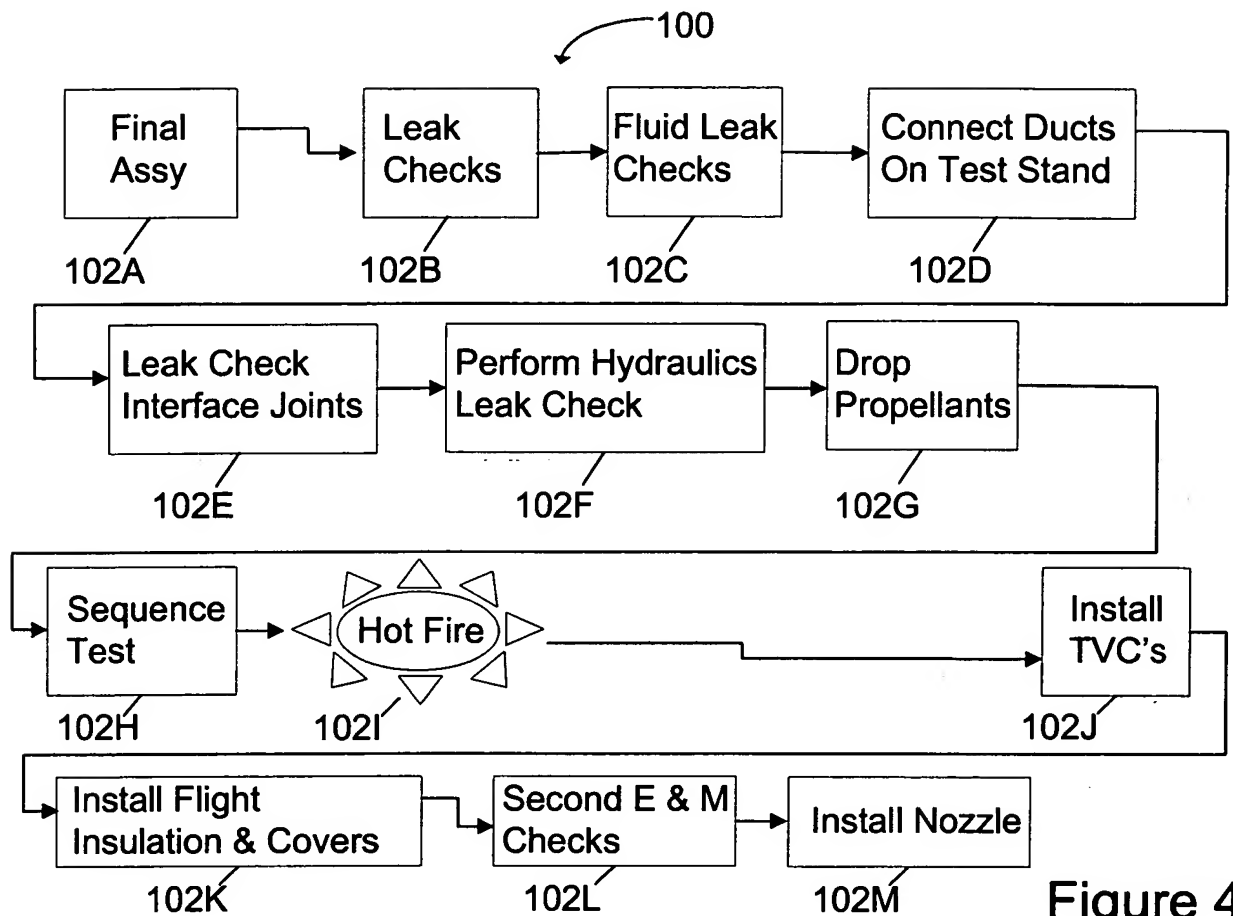 100
Final
Assy
Leak
Checks
Fluid Leak
Checks
Connect Ducts
On Test Stand
102A
102B
102C
102D
Leak Check
Interface Joints
Perform Hydraulics
Leak Check
Drop
Propellants
102E
102F
102G
Sequence
Test
Hot Fire
Install
TVC's
102H
102I
102J
Install Flight
Insulation & Covers
Second E & M
Checks
Install Nozzle
102K
102L
102M
Figure 4